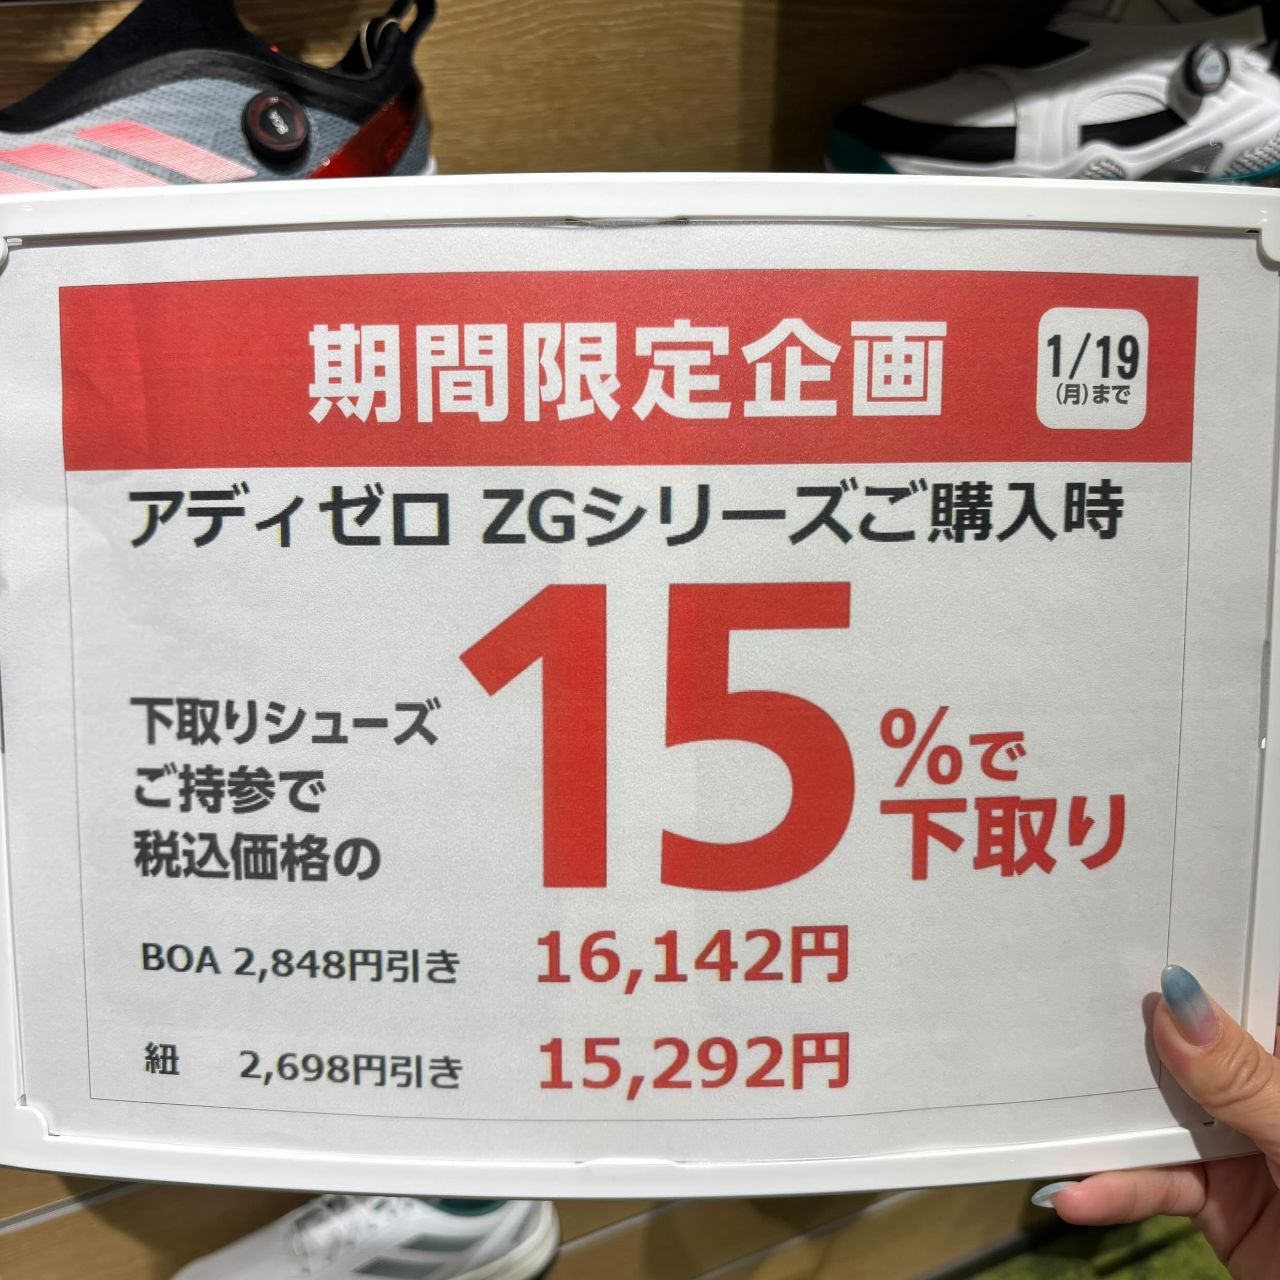 BOA
期間限定企画
1/19
(月)まで
アディゼロ ZGシリーズご購入時
下取りシューズ
ご持参で
税込価格の
15%で
下取り
BOA 2,848円引き 16,142円
紐 2,698円引き 15,292円